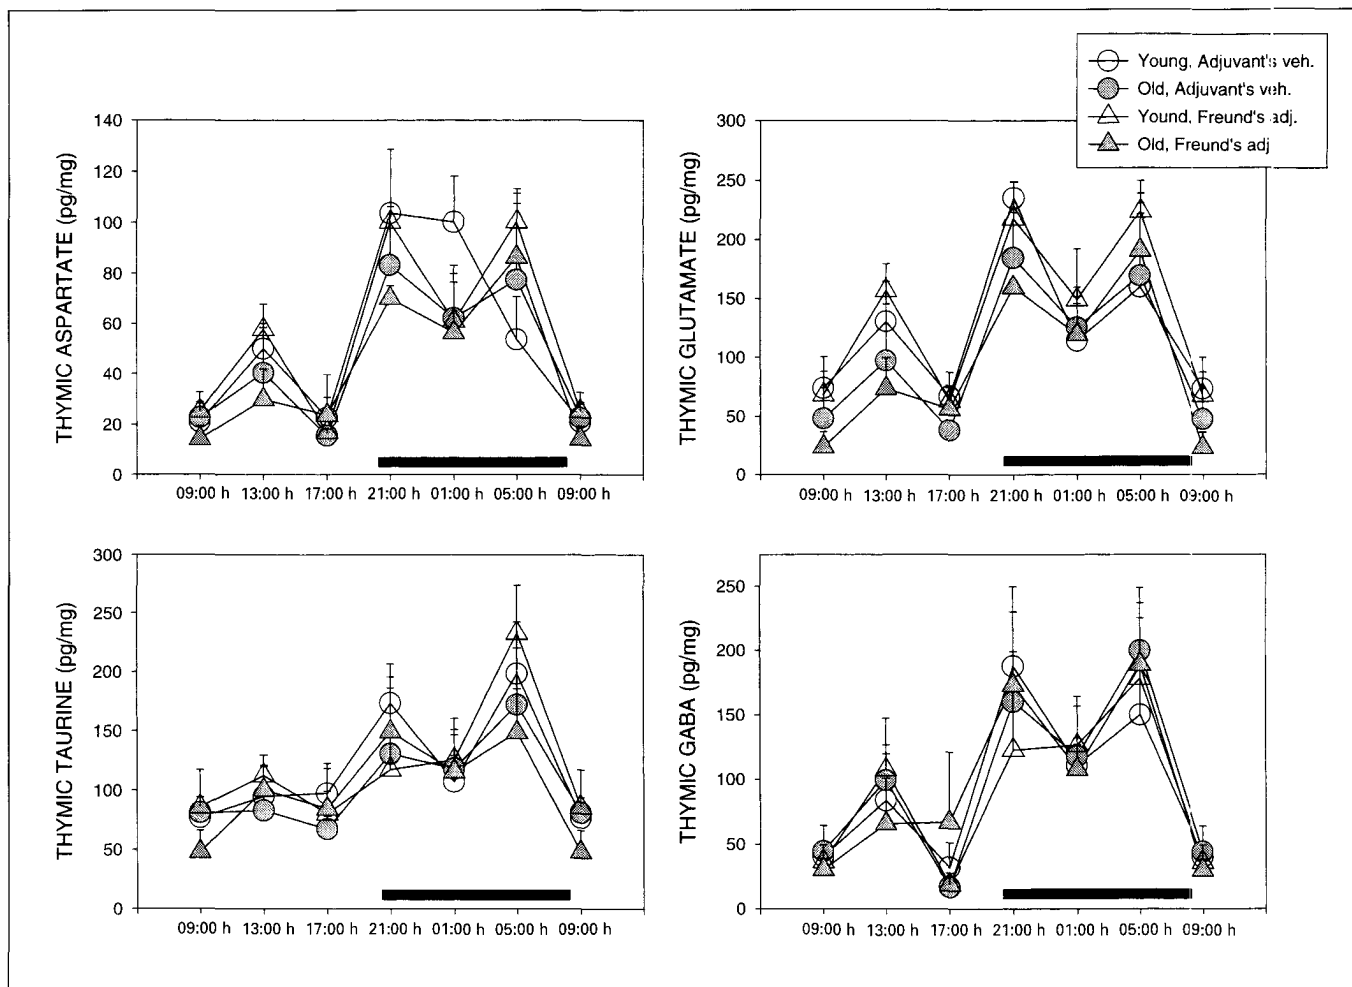 Young, Adjuvant's veh.
Old, Adjuvant's veh.
Yound, Freund's adj.
Old, Freund's adj
THYMIC ASPARTATE (pg/mg)
140
120
100
80
60
40
20
0
09:00 h 13:00 h 17:00 h 21:00 h 01:00 h 05:00 h 09:00 h
THYMIC GLUTAMATE (pg/mg)
300
250
200
150
100
50
0
09:00 h 13:00 h 17:00 h 21:00 h 01:00 h 05:00 h 09:00 h
THYMIC TAURINE (pg/mg)
300
250
200
150
100
50
0
09:00 h 13:00 h 17:00 h 21:00 h 01:00 h 05:00 h 09:00 h
THYMIC GABA (pg/mg)
250
200
150
100
50
0
09:00 h 13:00 h 17:00 h 21:00 h 01:00 h 05:00 h 09:00 h